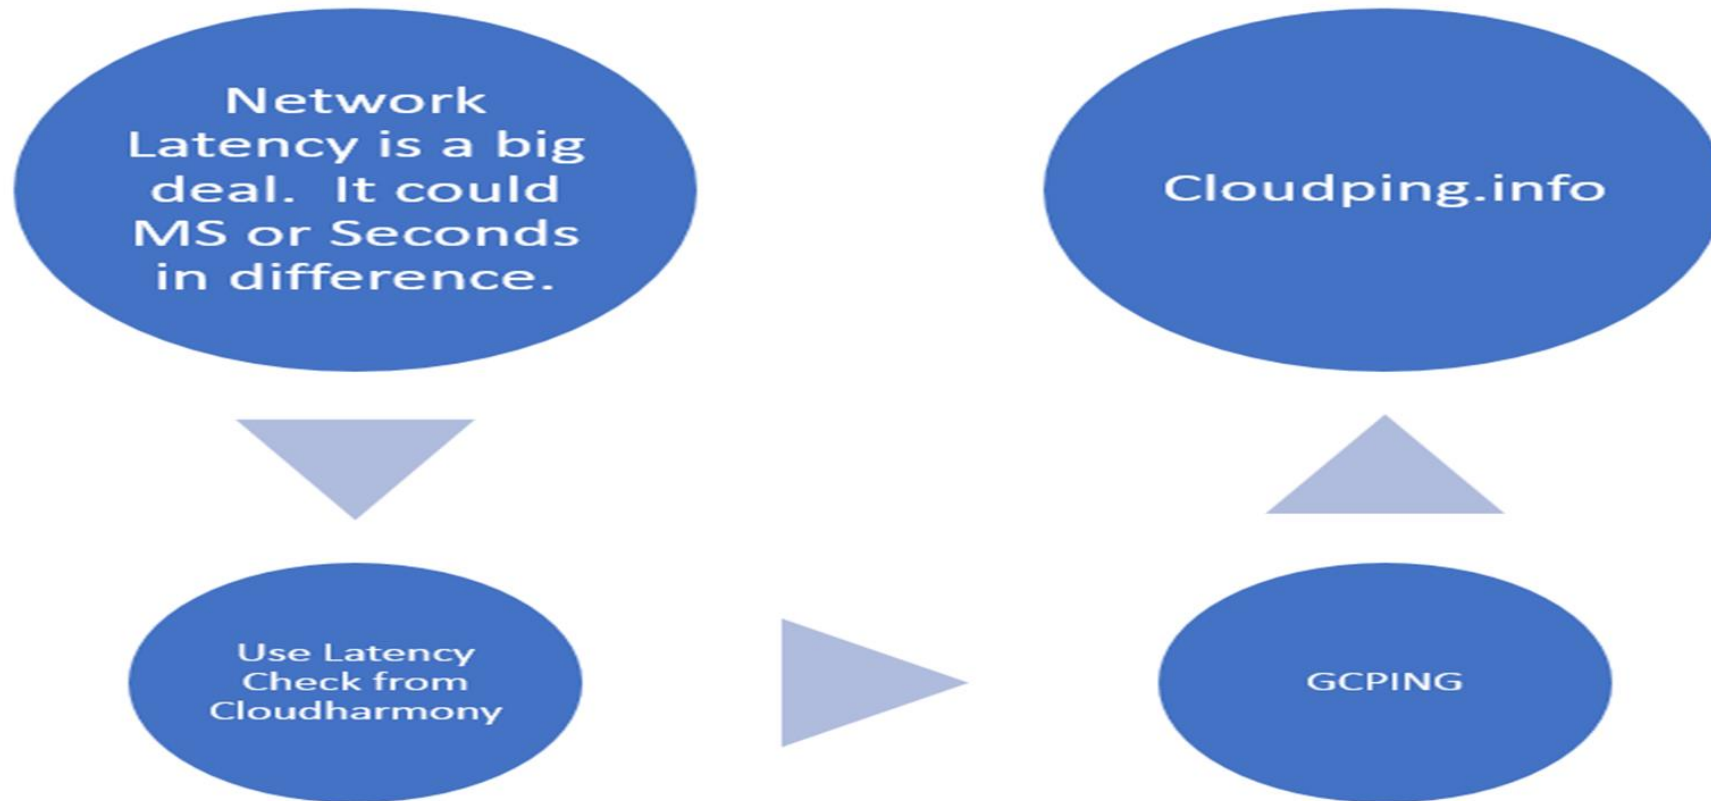 Network
Latency is a big
deal.  It could
MS or Seconds
in difference.
Use Latency
Check from
Cloudharmony
GCPING
Cloudping.info